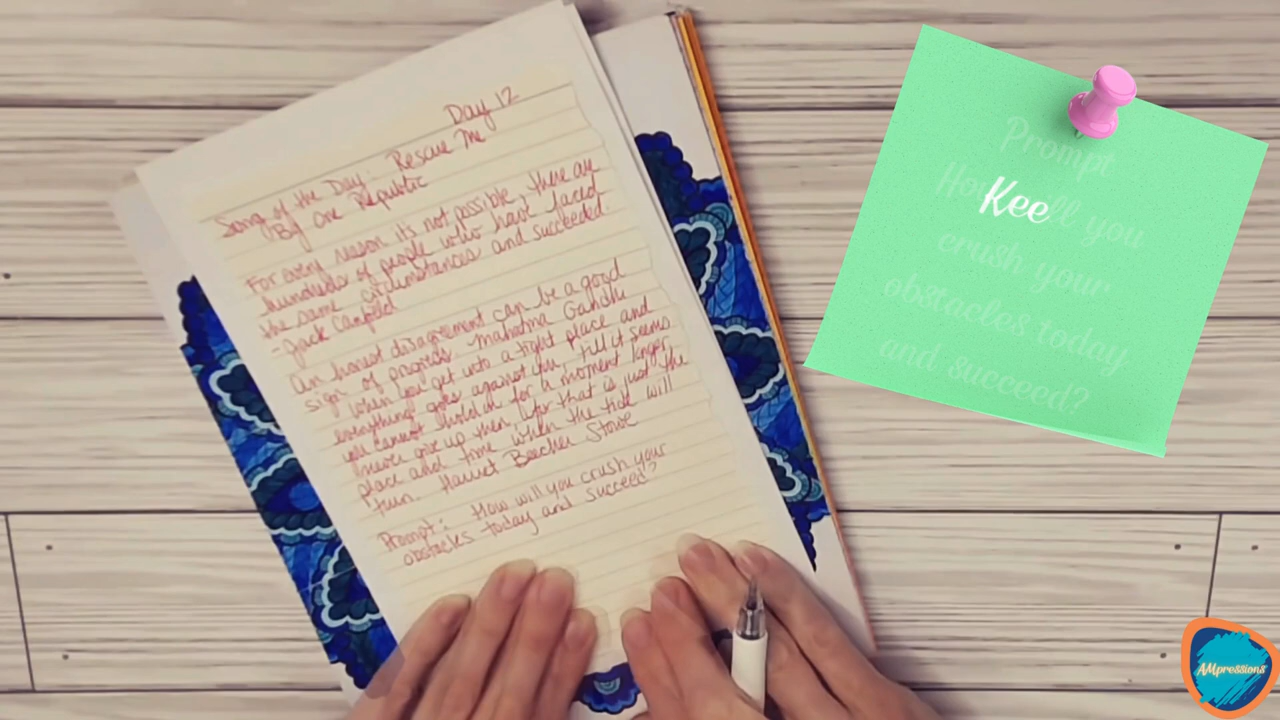 Day 12
Song of the Day: Rescue Me
By One Republic
For every reason it's not possible, there are
hundreds of people who have faced
the same circumstances and succeeded.
- Jack Canfield
An honest disagreement can be a good
sign of progress. Mahatma Gandhi
When you get into a tight place and
everything goes against you, till it seems
you cannot hold on for a moment longer,
never give up then, for that is just the
place and time when the tide will
turn. Harriet Beecher Stowe
Prompt: How will you crush your
obstacles today and succeed?
Prompt
How will you
crush your
obstacles today
and succeed?
Kee
AMpressions